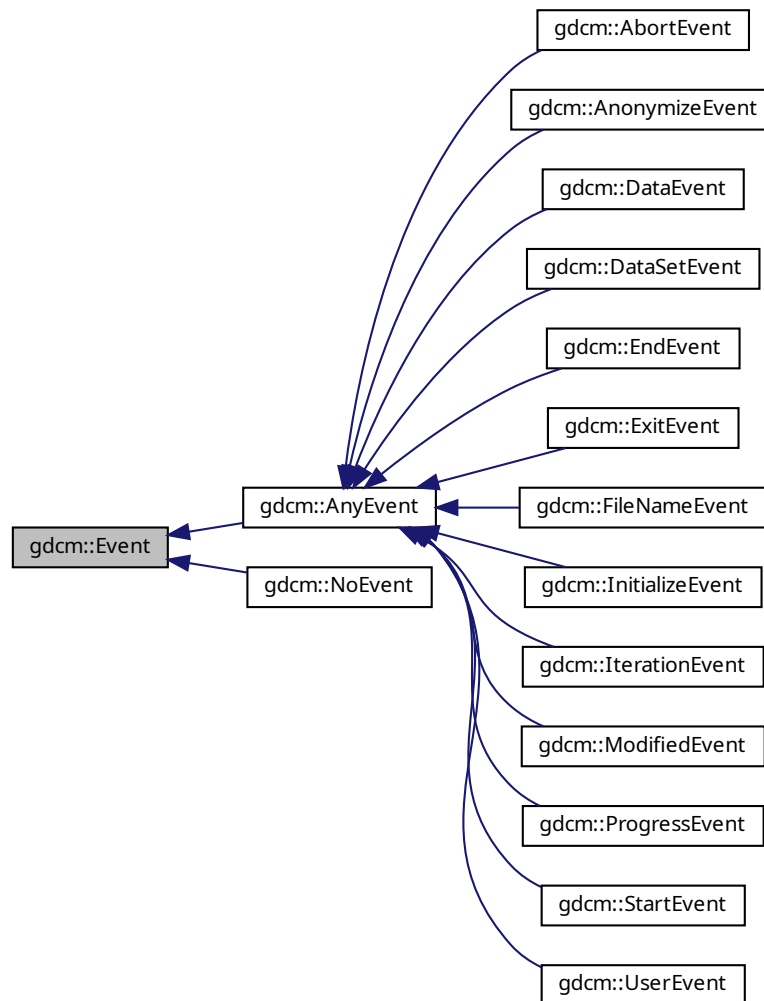 gdcm::AbortEvent
gdcm::AnonymizeEvent
gdcm::DataEvent
gdcm::DataSetEvent
gdcm::EndEvent
gdcm::ExitEvent
gdcm::AnyEvent
gdcm::FileNameEvent
gdcm::Event
gdcm::NoEvent
gdcm::InitializeEvent
gdcm::IterationEvent
gdcm::ModifiedEvent
gdcm::ProgressEvent
gdcm::StartEvent
gdcm::UserEvent